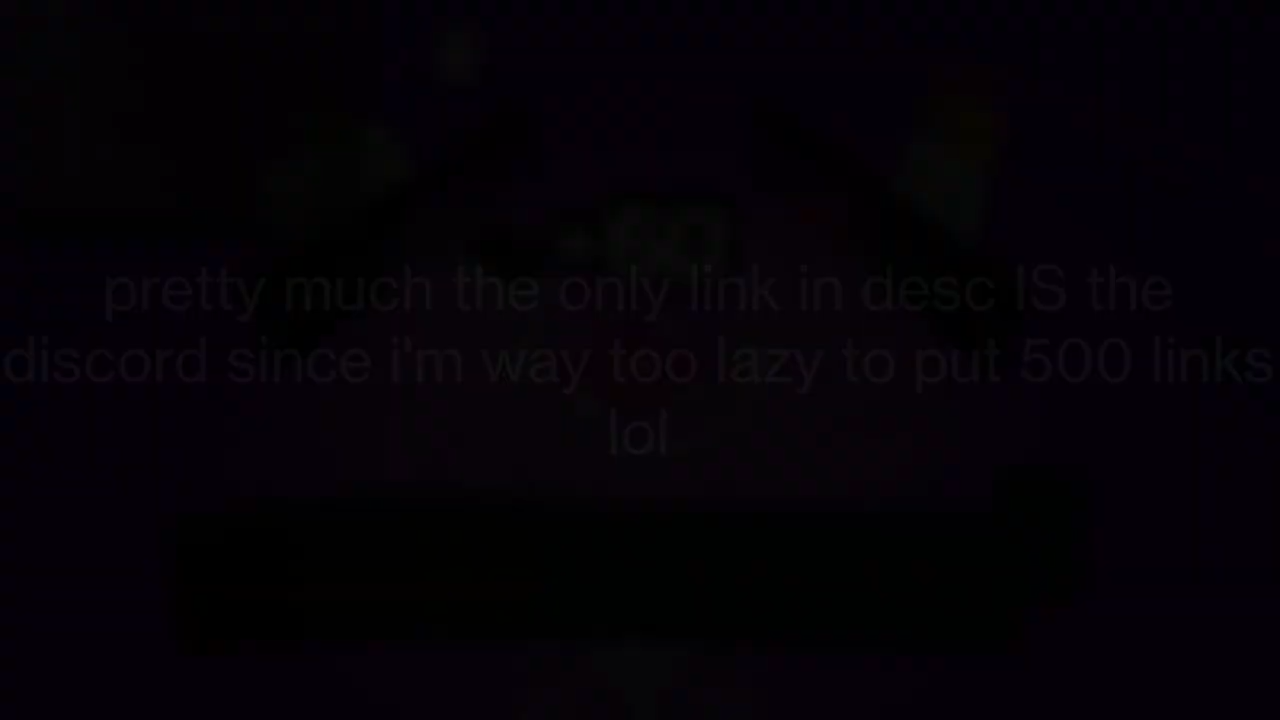 pretty much the only link in desc IS the
discord since i'm way too lazy to put 500 links
lol